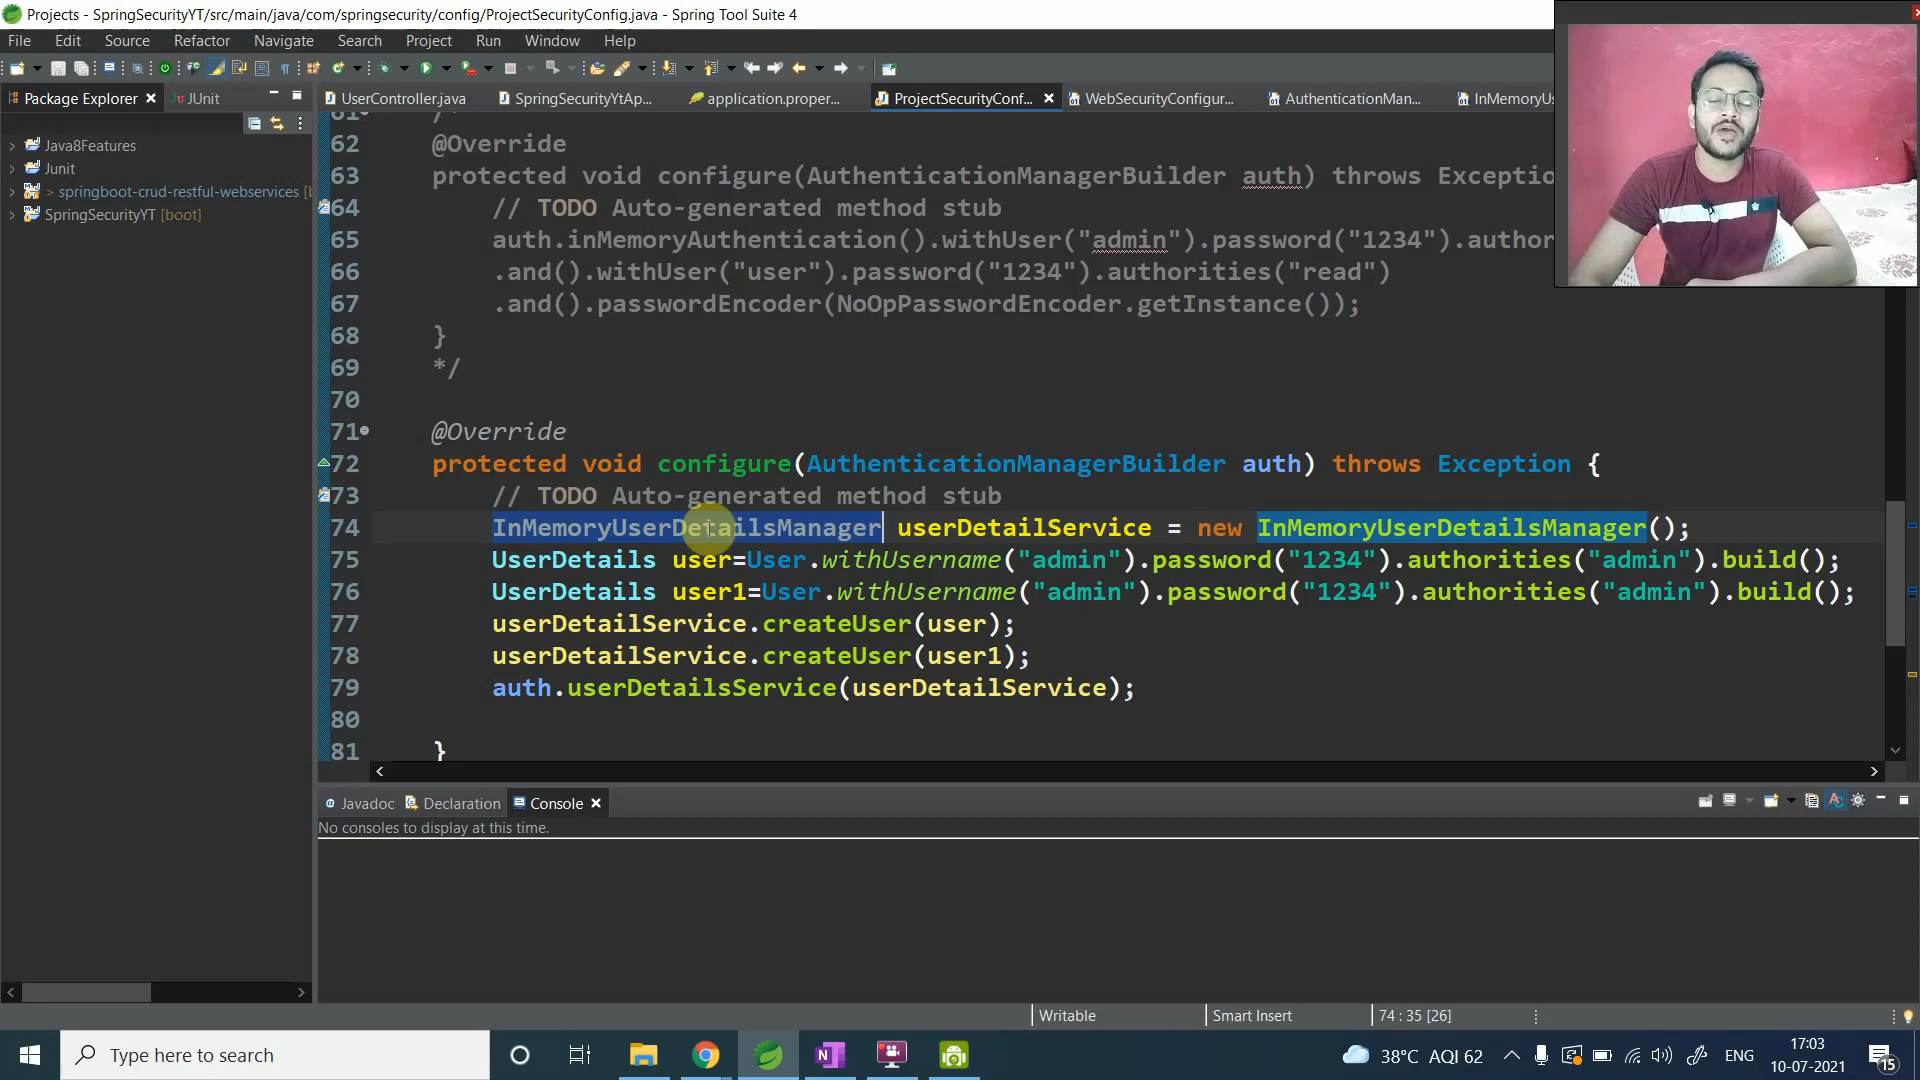 Projects - SpringSecurityYT/src/main/java/com/springsecurity/config/ProjectSecurityConfig.java - Spring Tool Suite 4
File Edit Source Refactor Navigate Search Project Run Window Help
Package Explorer JUnit
UserController.java SpringSecurityYtAp... application.proper... ProjectSecurityConf... WebSecurityConfigur... AuthenticationMan... InMemoryUs
Java8Features
Junit
> springboot-crud-restful-webservices [b
SpringSecurityYT [boot]
61 /*
62 @Override
63 protected void configure(AuthenticationManagerBuilder auth) throws Exceptio
64 // TODO Auto-generated method stub
65 auth.inMemoryAuthentication().withUser("admin").password("1234").author
66 .and().withUser("user").password("1234").authorities("read")
67 .and().passwordEncoder(NoOpPasswordEncoder.getInstance());
68 }
69 */
70
71 @Override
72 protected void configure(AuthenticationManagerBuilder auth) throws Exception {
73 // TODO Auto-generated method stub
74 InMemoryUserDetailsManager userDetailService = new InMemoryUserDetailsManager();
75 UserDetails user=User.withUsername("admin").password("1234").authorities("admin").build();
76 UserDetails user1=User.withUsername("admin").password("1234").authorities("admin").build();
77 userDetailService.createUser(user);
78 userDetailService.createUser(user1);
79 auth.userDetailsService(userDetailService);
80
81 }
Javadoc Declaration Console
No consoles to display at this time.
Writable Smart Insert 74 : 35 [26]
Type here to search
38°C AQI 62 ENG 17:03
10-07-2021 15